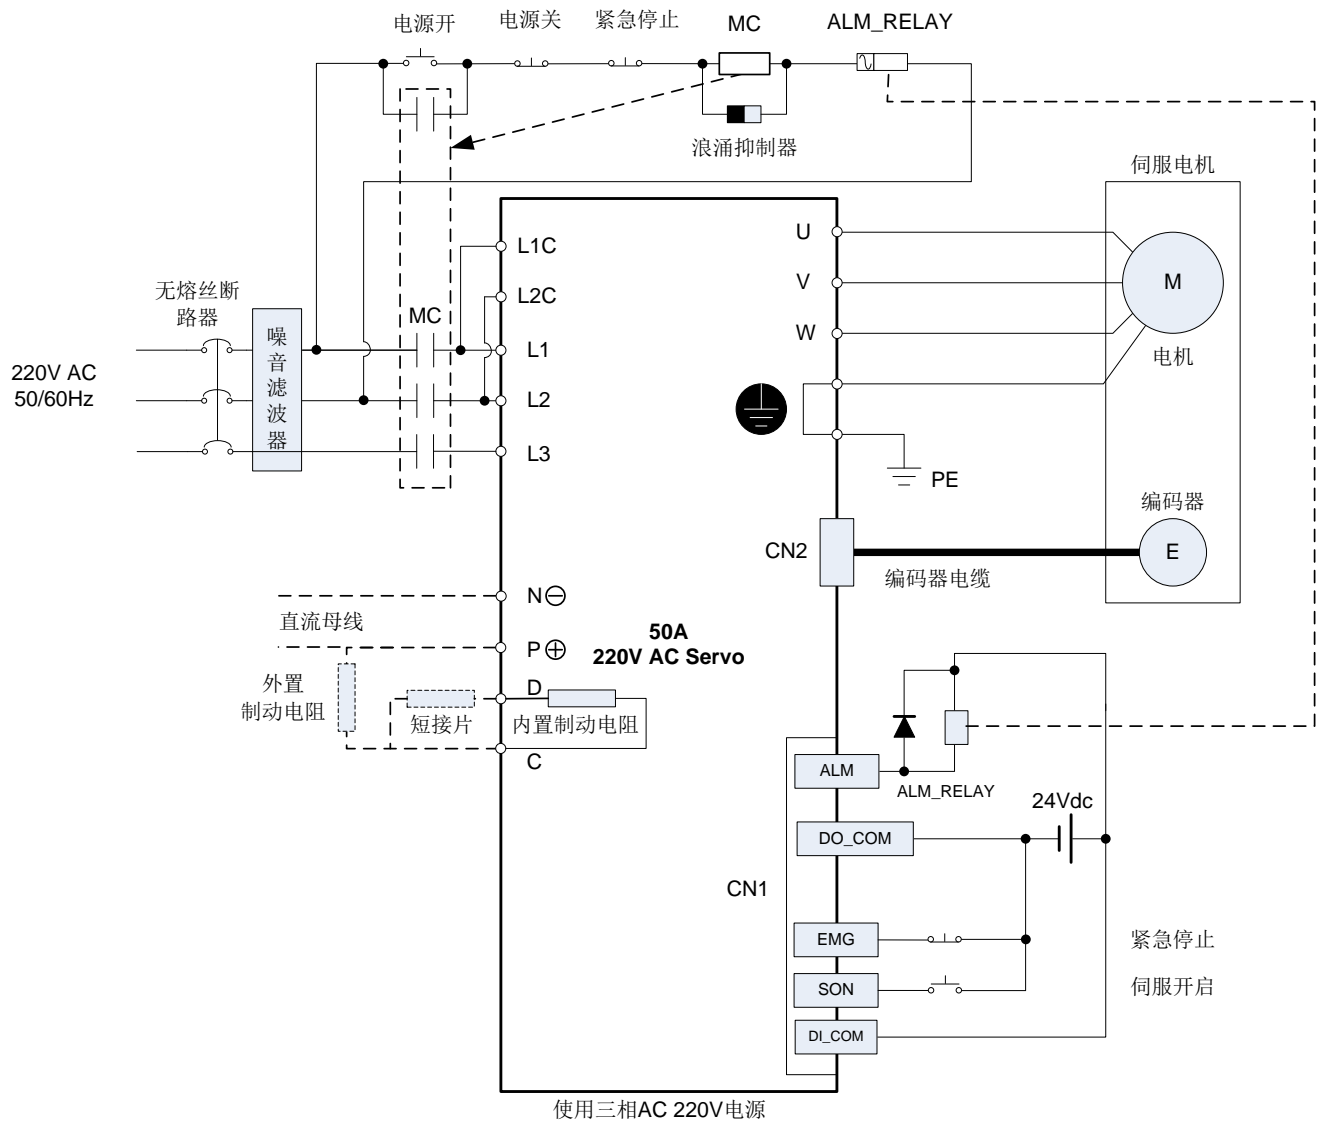 电源开
电源关
紧急停止
MC
ALM_RELAY
浪涌抑制器
伺服电机
L1C
U
L2C
V
M
无熔丝断
路器
MC
W
噪音滤波器
L1
电机
220V AC
50/60Hz
L2
L3
PE
编码器
CN2
E
编码器电缆
N
直流母线
P
50A
220V AC Servo
外置
制动电阻
D
短接片
内置制动电阻
C
ALM
ALM_RELAY
24Vdc
DO_COM
CN1
EMG
紧急停止
SON
伺服开启
DI_COM
使用三相AC 220V电源